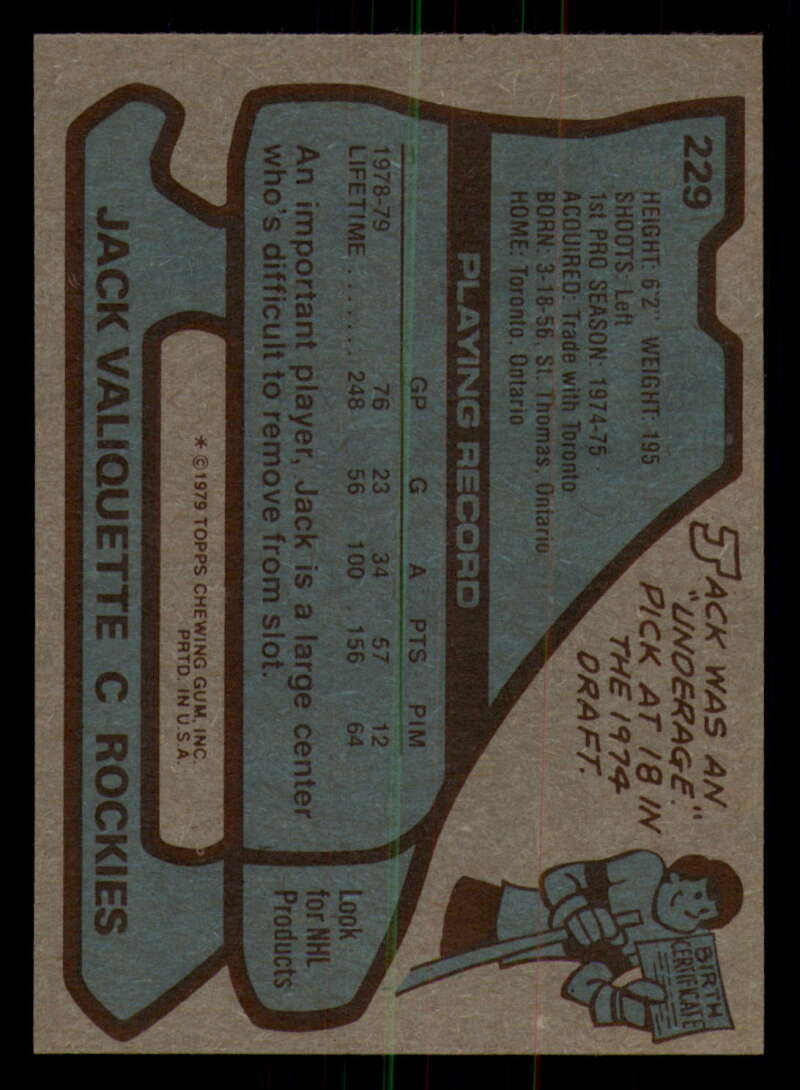 229
HEIGHT: 6'2" WEIGHT: 195
SHOOTS: Left
1st PRO SEASON: 1974-75
ACQUIRED: Trade with Toronto
BORN: 3-18-56 St. Thomas, Ontario
HOME: Toronto, Ontario
JACK WAS AN
"UNDERAGE"
PICK AT 18 IN
THE 1974
DRAFT.
BIRTH
CERTIFICATE
PLAYING RECORD
GP G A PTS PIM
1978-79 76 23 34 57 12
LIFETIME ....... 248 56 100 156 64
An important player, Jack is a large center
who's difficult to remove from slot.
Look
for NHL
Products
* ©1979 TOPPS CHEWING GUM, INC.
PRTD. IN U.S.A.
JACK VALIQUETTE C ROCKIES